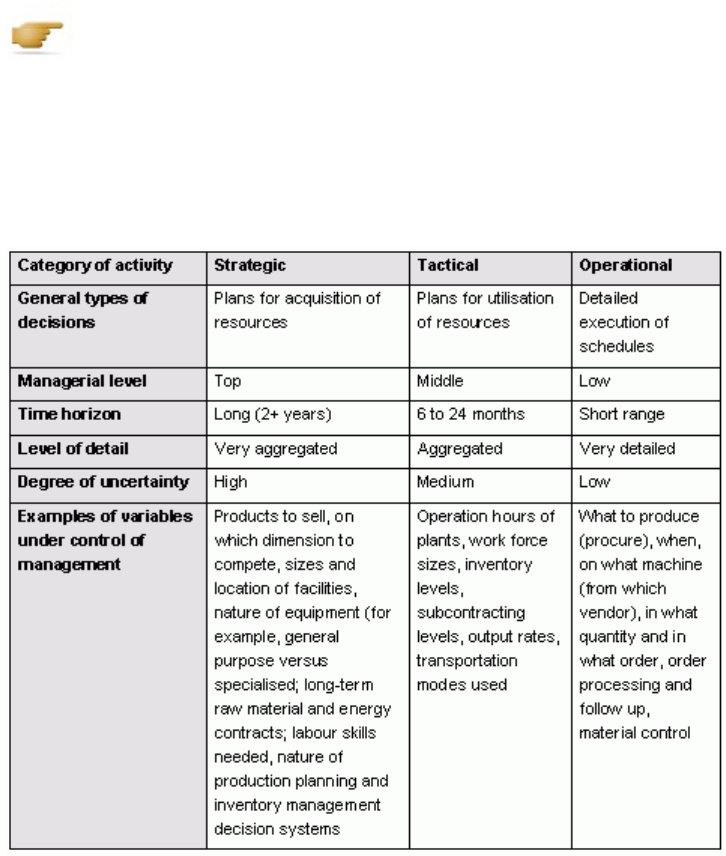 Category of activity Strategic Tactical Operational
General types of decisions Plans for acquisition of resources Plans for utilisation of resources Detailed execution of schedules
Managerial level Top Middle Low
Time horizon Long (2+ years) 6 to 24 months Short range
Level of detail Very aggregated Aggregated Very detailed
Degree of uncertainty High Medium Low
Examples of variables
under control of
management
Products to sell, on
which dimension to
compete, sizes and
location of facilities,
nature of equipment (for
example, general
purpose versus
specialised; long-term
raw material and energy
contracts; labour skills
needed, nature of
production planning and
inventory management
decision systems
Operation hours of
plants, work force
sizes, inventory
levels,
subcontracting
levels, output rates,
transportation
modes used
What to produce
(procure), when,
on what machine
(from which
vendor), in what
quantity and in
what order, order
processing and
follow up,
material control